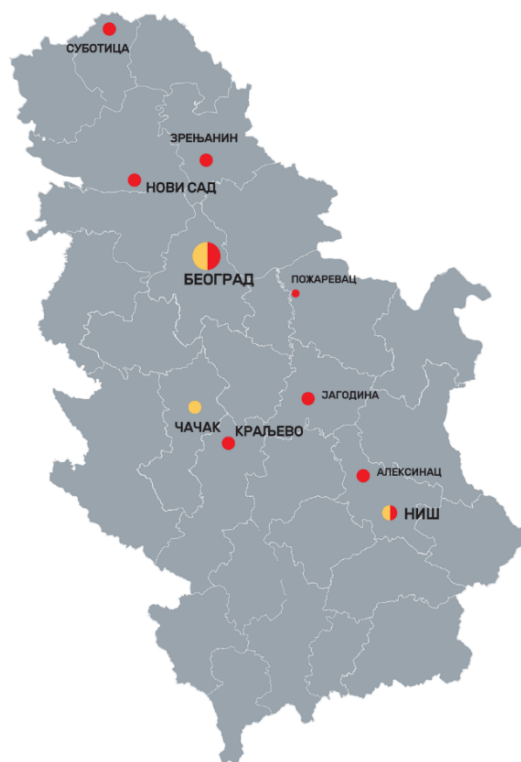 СУБОТИЦА
ЗРЕЊАНИН
НОВИ САД
БЕОГРАД
ПОЖАРЕВАЦ
ЈАГОДИНА
ЧАЧАК
КРАЉЕВО
АЛЕКСИНАЦ
НИШ